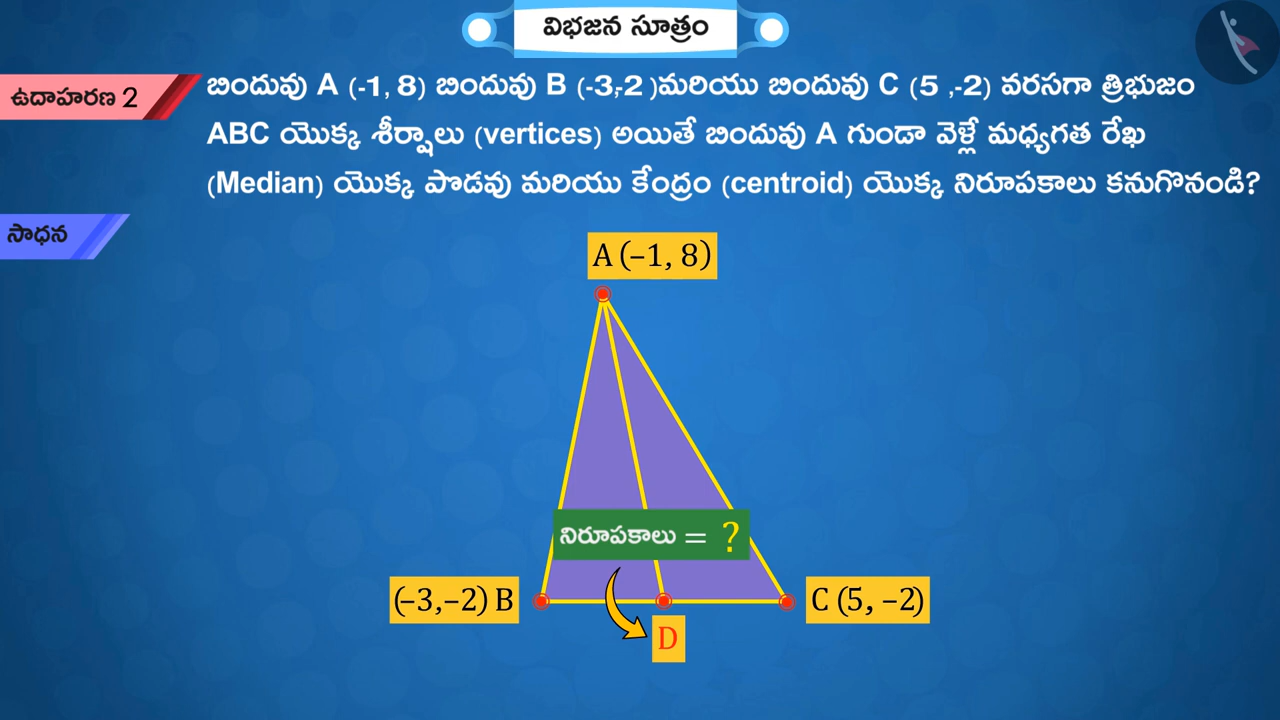 విభజన సూత్రం
ఉదాహరణ 2
బిందువు A (-1, 8) బిందువు B (-3,-2 )మరియు బిందువు C (5 ,-2) వరసగా త్రిభుజం
ABC యొక్క శీర్షాలు (vertices) అయితే బిందువు A గుండా వెళ్లే మధ్యగత రేఖ
(Median) యొక్క పొడవు మరియు కేంద్రం (centroid) యొక్క నిరూపకాలు కనుగొనండి?
సాధన
A (–1, 8)
నిరూపకాలు = ?
(–3,–2) B
C (5, –2)
D